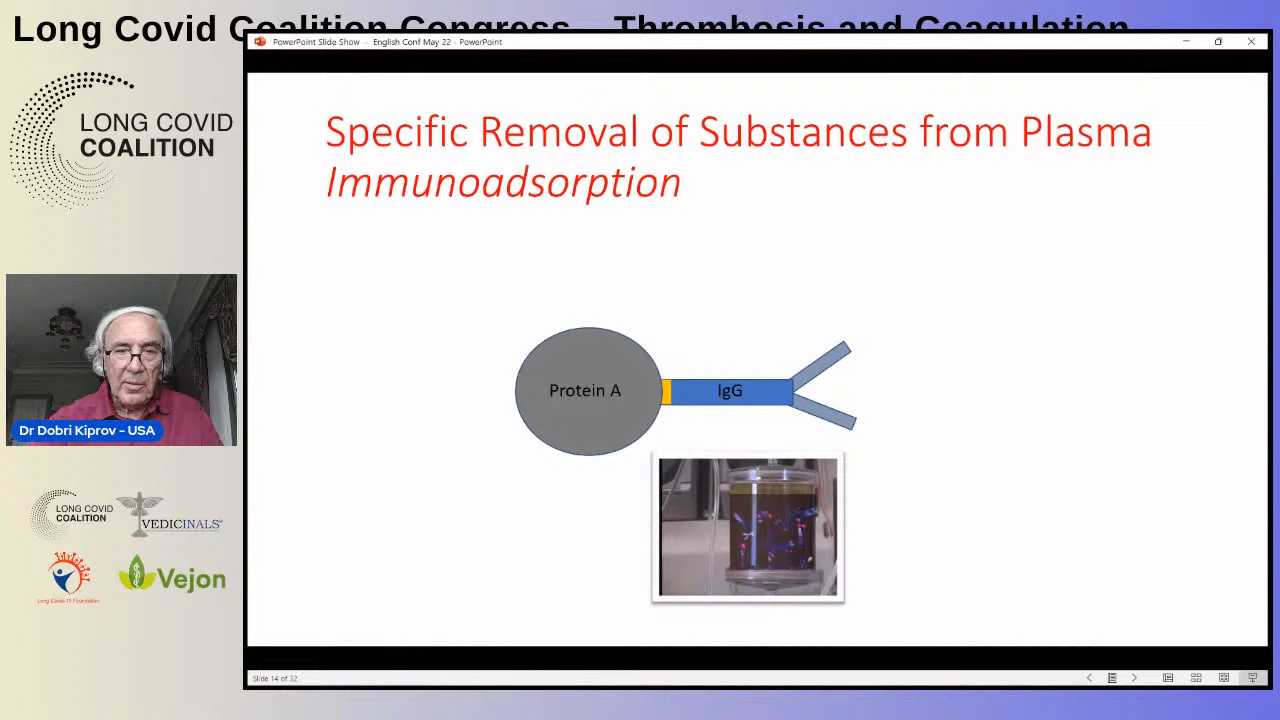 Long Covid Coalition Congress - Thrombosis and Coagulation
PowerPoint Slide Show - English Conf May 22 - PowerPoint
LONG COVID
COALITION
Specific Removal of Substances from Plasma
Immunoadsorption
Protein A
IgG
Dr Dobri Kiprov - USA
LONG COVID
COALITION
VEDICINALS®
Long Covid-19 Foundation
Vejon
Slide 14 of 32